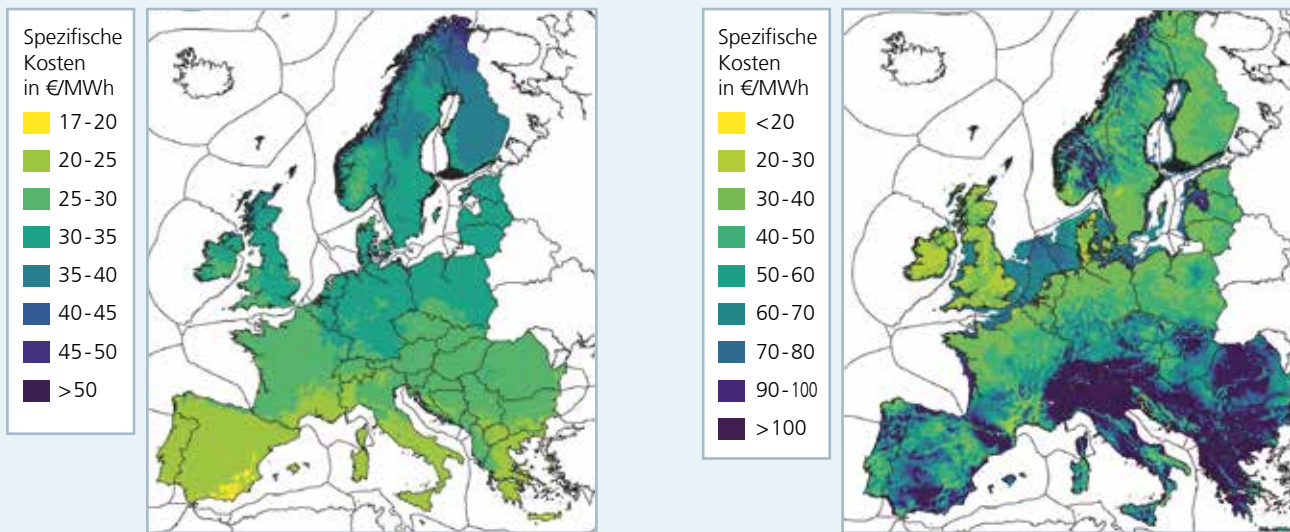 Spezifische
Kosten
in €/MWh
17-20
20-25
25-30
30-35
35-40
40-45
45-50
>50
Spezifische
Kosten
in €/MWh
<20
20-30
30-40
40-50
50-60
60-70
70-80
90-100
>100